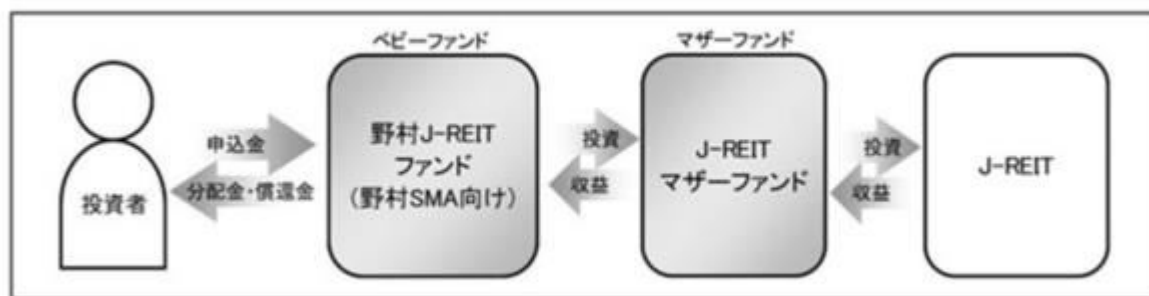 ベビーファンド
マザーファンド
投資者
申込金
分配金・償還金
野村J-REIT
ファンド
(野村SMA向け)
投資
収益
J-REIT
マザーファンド
投資
収益
J-REIT